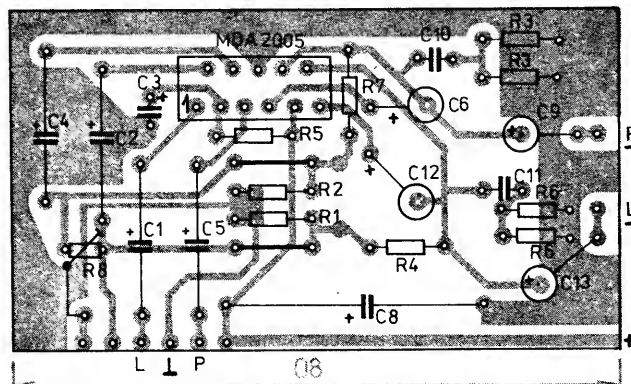 MDA 2005
C10
R3
R3
C4
C2
C3
+
+
+
1
R7
C6
+
C9
+
P
R5
C12
+
C11
L
R2
R6
R1
R6
C1
+
C5
+
R8
R4
C13
+
C8
+
+
L
⊥
P
08